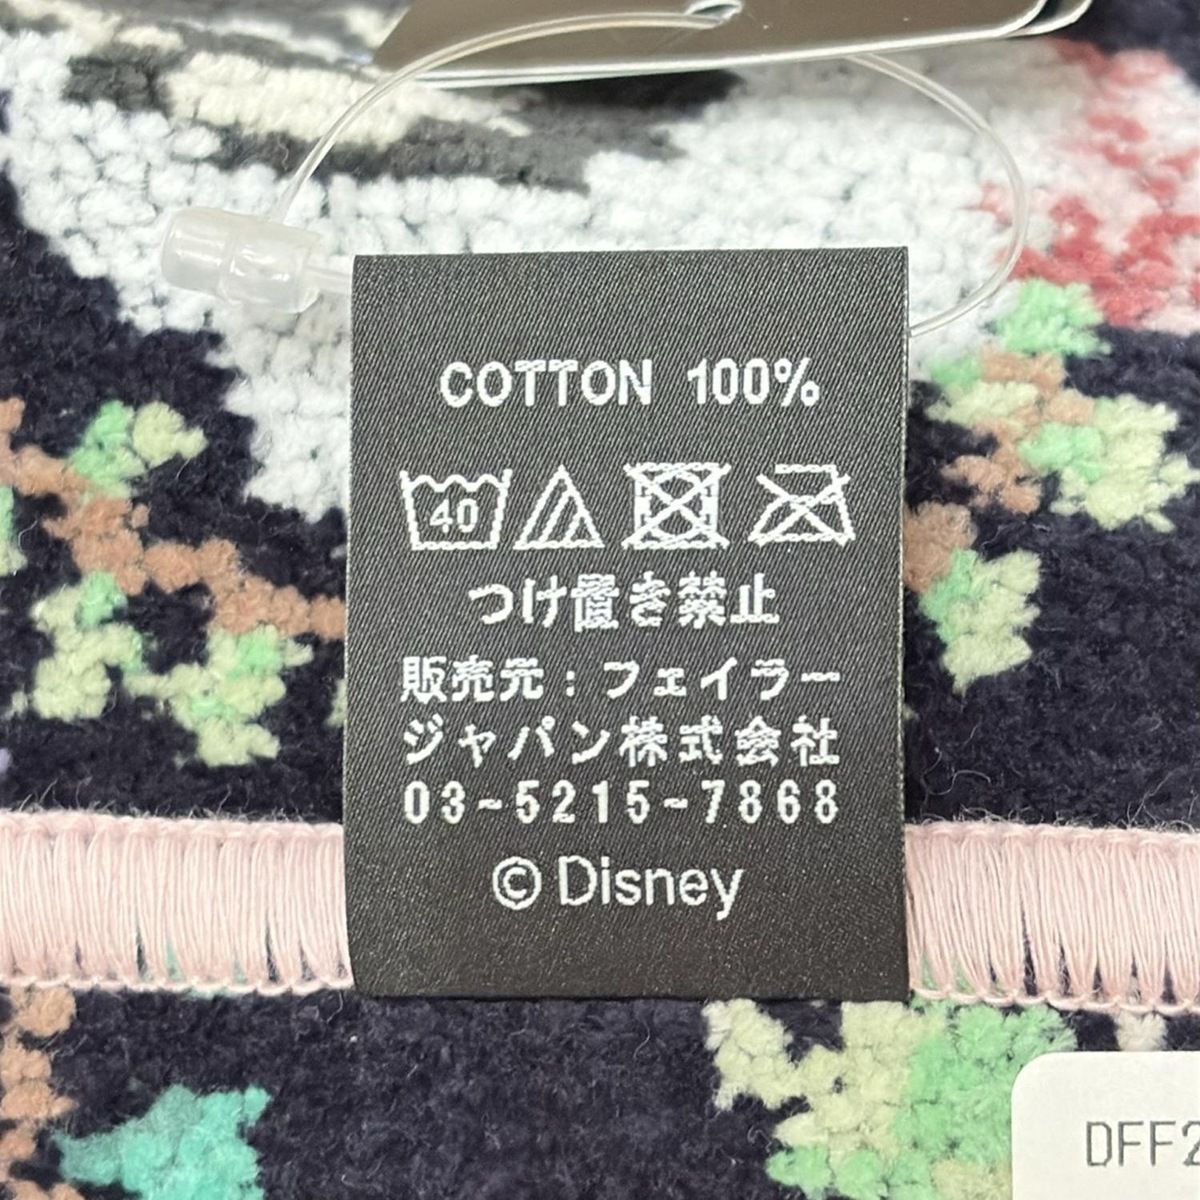 COTTON 100%
40
つけ置き禁止
販売元:フェイラー
ジャパン株式会社
03-5215-7868
© Disney
DFF2